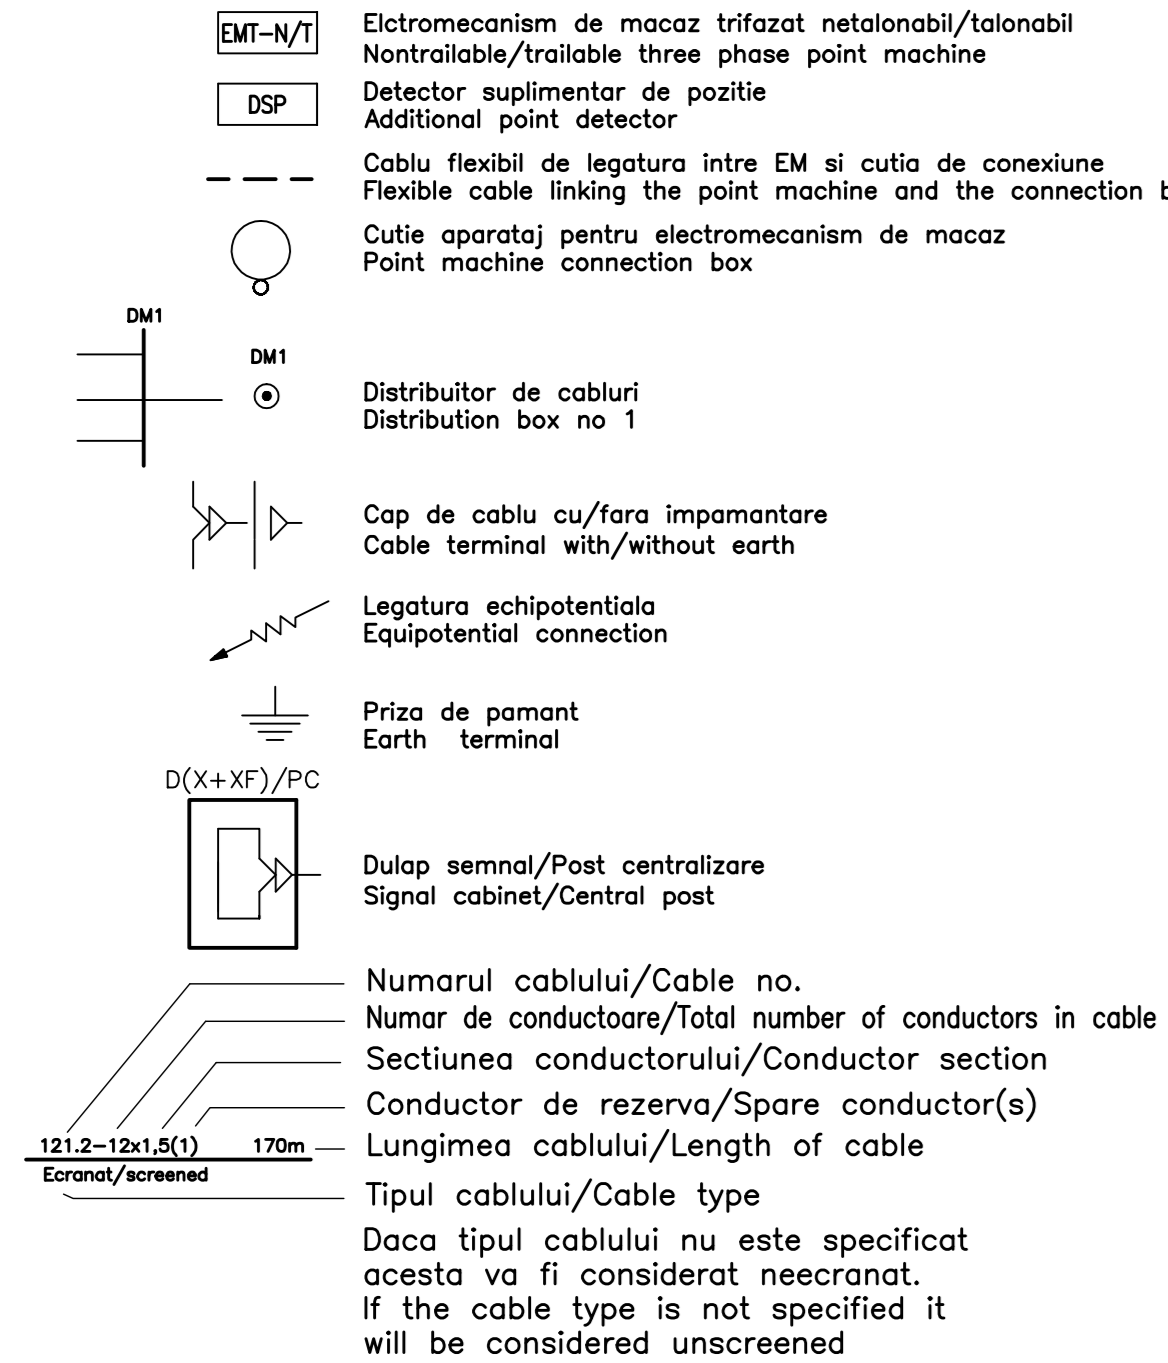 EMT-N/T
Elctromecanism de macaz trifazat netalonabil/talonabil
Nontrailable/trailable three phase point machine
DSP
Detector suplimentar de pozitie
Additional point detector
Cablu flexibil de legatura intre EM si cutia de conexiune
Flexible cable linking the point machine and the connection
Cutie aparataj pentru electromecanism de macaz
Point machine connection box
DM1
DM1
Distribuitor de cabluri
Distribution box no 1
Cap de cablu cu/fara impamantare
Cable terminal with/without earth
Legatura echipotentiala
Equipotential connection
Priza de pamant
Earth terminal
D(X+XF)/PC
Dulap semnal/Post centralizare
Signal cabinet/Central post
Numarul cablului/Cable no.
Numar de conductoare/Total number of conductors in cable
Sectiunea conductorului/Conductor section
Conductor de rezerva/Spare conductor(s)
121.2-12x1,5(1) 170m
Lungimea cablului/Length of cable
Ecranat/screened
Tipul cablului/Cable type
Daca tipul cablului nu este specificat
acesta va fi considerat neecranat.
If the cable type is not specified it
will be considered unscreened